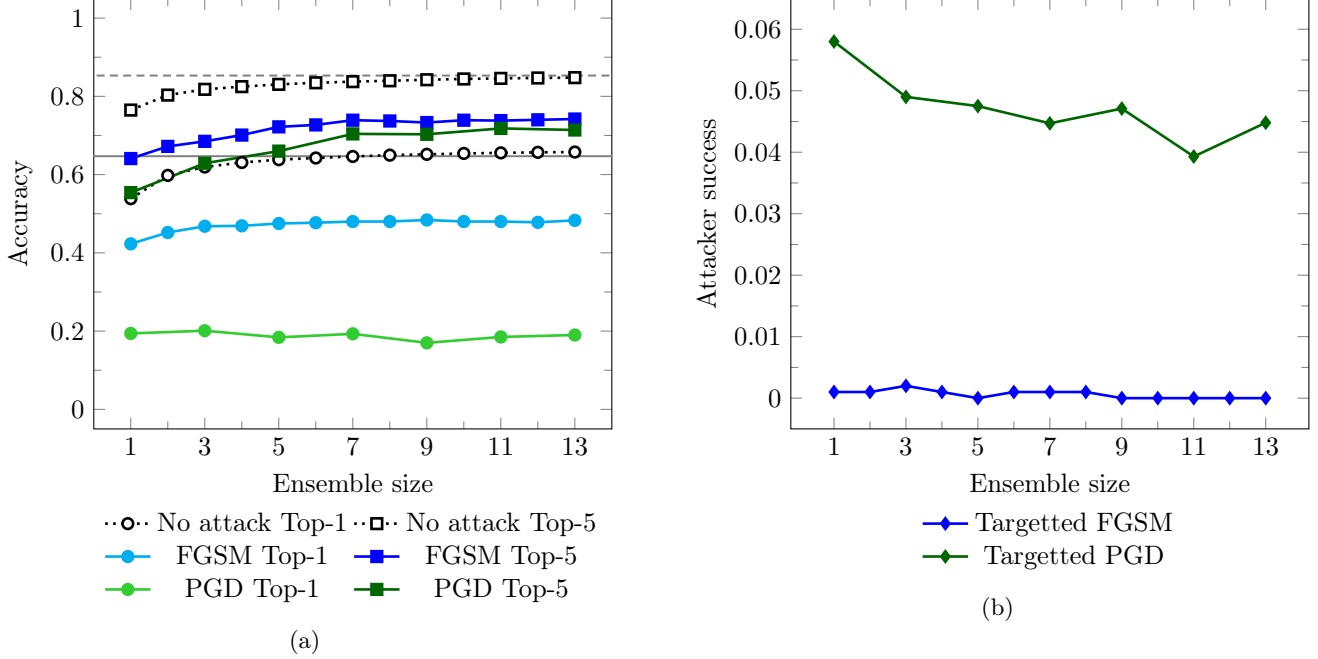 1
0.8
0.6
0.4
0.2
0
Accuracy
1 3 5 7 9 11 13
Ensemble size
No attack Top-1 No attack Top-5
FGSM Top-1 FGSM Top-5
PGD Top-1 PGD Top-5
(a)
0.06
0.05
0.04
0.03
0.02
0.01
0
Attacker success
1 3 5 7 9 11 13
Ensemble size
Targetted FGSM
Targetted PGD
(b)